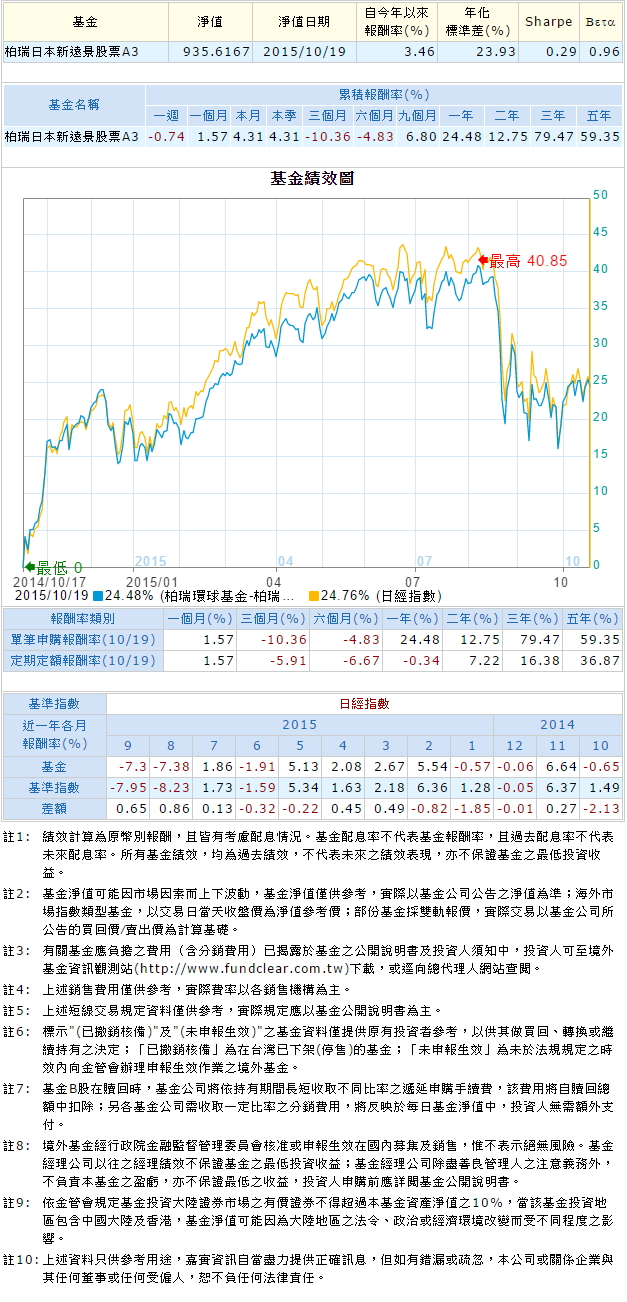 基金 淨值 淨值日期 自今年以來報酬率(%) 年化標準差(%) Sharpe Beta
柏瑞日本新遠景股票A3 935.6167 2015/10/19 3.46 23.93 0.29 0.96
基金名稱 累積報酬率(%)
一週 一個月 本月 本季 三個月 六個月 九個月 一年 二年 三年 五年
柏瑞日本新遠景股票A3 -0.74 1.57 4.31 4.31 -10.36 -4.83 6.80 24.48 12.75 79.47 59.35
基金績效圖
50
45
最高 40.85
40
35
30
25
20
15
10
5
最低 0
0
2015 04 07 10
2014/10/17 2015/01 04 07 10
2015/10/19 24.48% (柏瑞環球基金-柏瑞... 24.76% (日經指數)
報酬率類別 一個月(%) 三個月(%) 六個月(%) 一年(%) 二年(%) 三年(%) 五年(%)
單筆申購報酬率(10/19) 1.57 -10.36 -4.83 24.48 12.75 79.47 59.35
定期定額報酬率(10/19) 1.57 -5.91 -6.67 -0.34 7.22 16.38 36.87
基準指數 日經指數
近一年各月報酬率(%) 2015 2014
9 8 7 6 5 4 3 2 1 12 11 10
基金 -7.3 -7.38 1.86 -1.91 5.13 2.08 2.67 5.54 -0.57 -0.06 6.64 -0.65
基準指數 -7.95 -8.23 1.73 -1.59 5.34 1.63 2.18 6.36 1.28 -0.05 6.37 1.49
差額 0.65 0.86 0.13 -0.32 -0.22 0.45 0.49 -0.82 -1.85 -0.01 0.27 -2.13
註1: 績效計算為原幣別報酬，且皆有考慮配息情況。基金配息率不代表基金報酬率，且過去配息率不代表
未來配息率。所有基金績效，均為過去績效，不代表未來之績效表現，亦不保證基金之最低投資收
益。
註2: 基金淨值可能因市場因素而上下波動，基金淨值僅供參考，實際以基金公司公告之淨值為準；海外市
場指數類型基金，以交易日當天收盤價為淨值參考價；部份基金採雙軌報價，實際交易以基金公司所
公告的買回價/賣出價為計算基礎。
註3: 有關基金應負擔之費用（含分銷費用）已揭露於基金之公開說明書及投資人須知中，投資人可至境外
基金資訊觀測站(http://www.fundclear.com.tw)下載，或逕向總代理人網站查閱。
註4: 上述銷售費用僅供參考，實際費率以各銷售機構為主。
註5: 上述短線交易規定資料僅供參考，實際規定應以基金公開說明書為主。
註6: 標示"(已撤銷核備)"及"(未申報生效)"之基金資料僅提供原有投資者參考，以供其做買回、轉換或繼
續持有之決定；「已撤銷核備」為在台灣已下架(停售)的基金；「未申報生效」為未於法規規定之時
效內向金管會辦理申報生效作業之境外基金。
註7: 基金B股在贖回時，基金公司將依持有期間長短收取不同比率之遞延申購手續費，該費用將自贖回總
額中扣除；另各基金公司需收取一定比率之分銷費用，將反映於每日基金淨值中，投資人無需額外支
付。
註8: 境外基金經行政院金融監督管理委員會核准或申報生效在國內募集及銷售，惟不表示絕無風險。基金
經理公司以往之經理績效不保證基金之最低投資收益；基金經理公司除盡善良管理人之注意義務外，
不負責本基金之盈虧，亦不保證最低之收益，投資人申購前應詳閱基金公開說明書。
註9: 依金管會規定基金投資大陸證券市場之有價證券不得超過本基金資產淨值之10%，當該基金投資地
區包含中國大陸及香港，基金淨值可能因為大陸地區之法令、政治或經濟環境改變而受不同程度之影
響。
註10: 上述資料只供參考用途，嘉實資訊自當盡力提供正確訊息，但如有錯漏或疏忽，本公司或關係企業與
其任何董事或任何受僱人，恕不負任何法律責任。